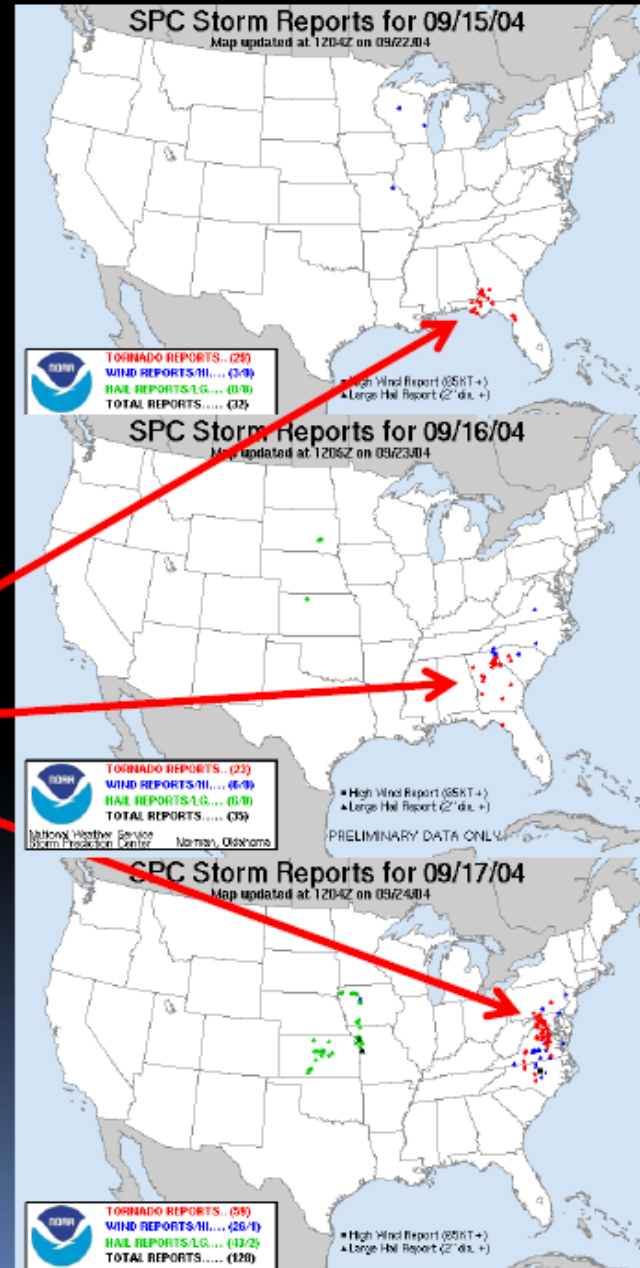 SPC Storm Reports for 09/15/04
Map updated at 1204Z on 09/22/04
NOAA
TORNADO REPORTS.. (29)
WIND REPORTS/HI.... (3/0)
HAIL REPORTS/LG.... (0/0)
TOTAL REPORTS..... (32)
High Wind Report (65KT +)
Large Hail Report (2" dia. +)
SPC Storm Reports for 09/16/04
Map updated at 1206Z on 09/23/04
NOAA
TORNADO REPORTS.. (23)
WIND REPORTS/HI.... (6/0)
HAIL REPORTS/LG.... (6/0)
TOTAL REPORTS..... (35)
National Weather Service
Storm Prediction Center Norman, Oklahoma
High Wind Report (65KT +)
Large Hail Report (2" dia. +)
PRELIMINARY DATA ONLY
SPC Storm Reports for 09/17/04
Map updated at 1204Z on 09/24/04
NOAA
TORNADO REPORTS.. (59)
WIND REPORTS/HI.... (26/1)
HAIL REPORTS/LG.... (43/2)
TOTAL REPORTS..... (128)
High Wind Report (65KT +)
Large Hail Report (2" dia. +)